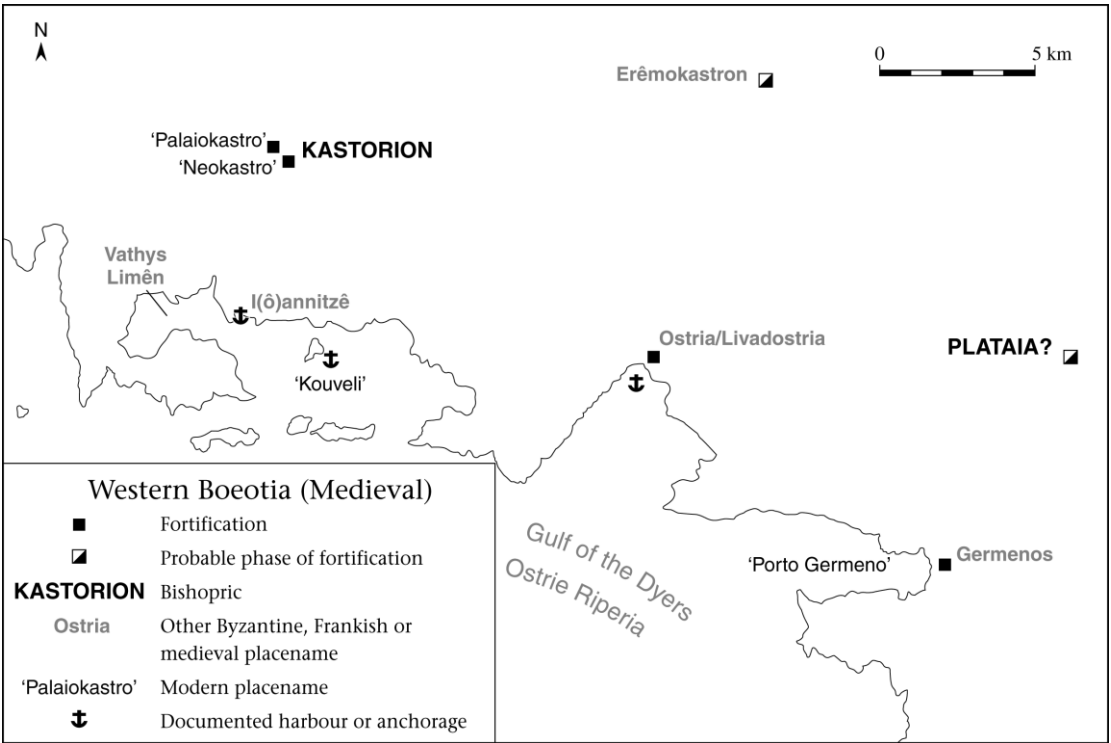 N
0 5 km
Erêmokastron
'Palaiokastro'
KASTORION
'Neokastro'
Vathys
Limên
I(ô)annitzê
Ostria/Livadostria
PLATAIA?
'Kouveli'
Gulf of the Dyers
Ostrie Riperia
'Porto Germeno'
Germenos
Western Boeotia (Medieval)
Fortification
Probable phase of fortification
KASTORION Bishopric
Ostria Other Byzantine, Frankish or
medieval placename
'Palaiokastro' Modern placename
Documented harbour or anchorage